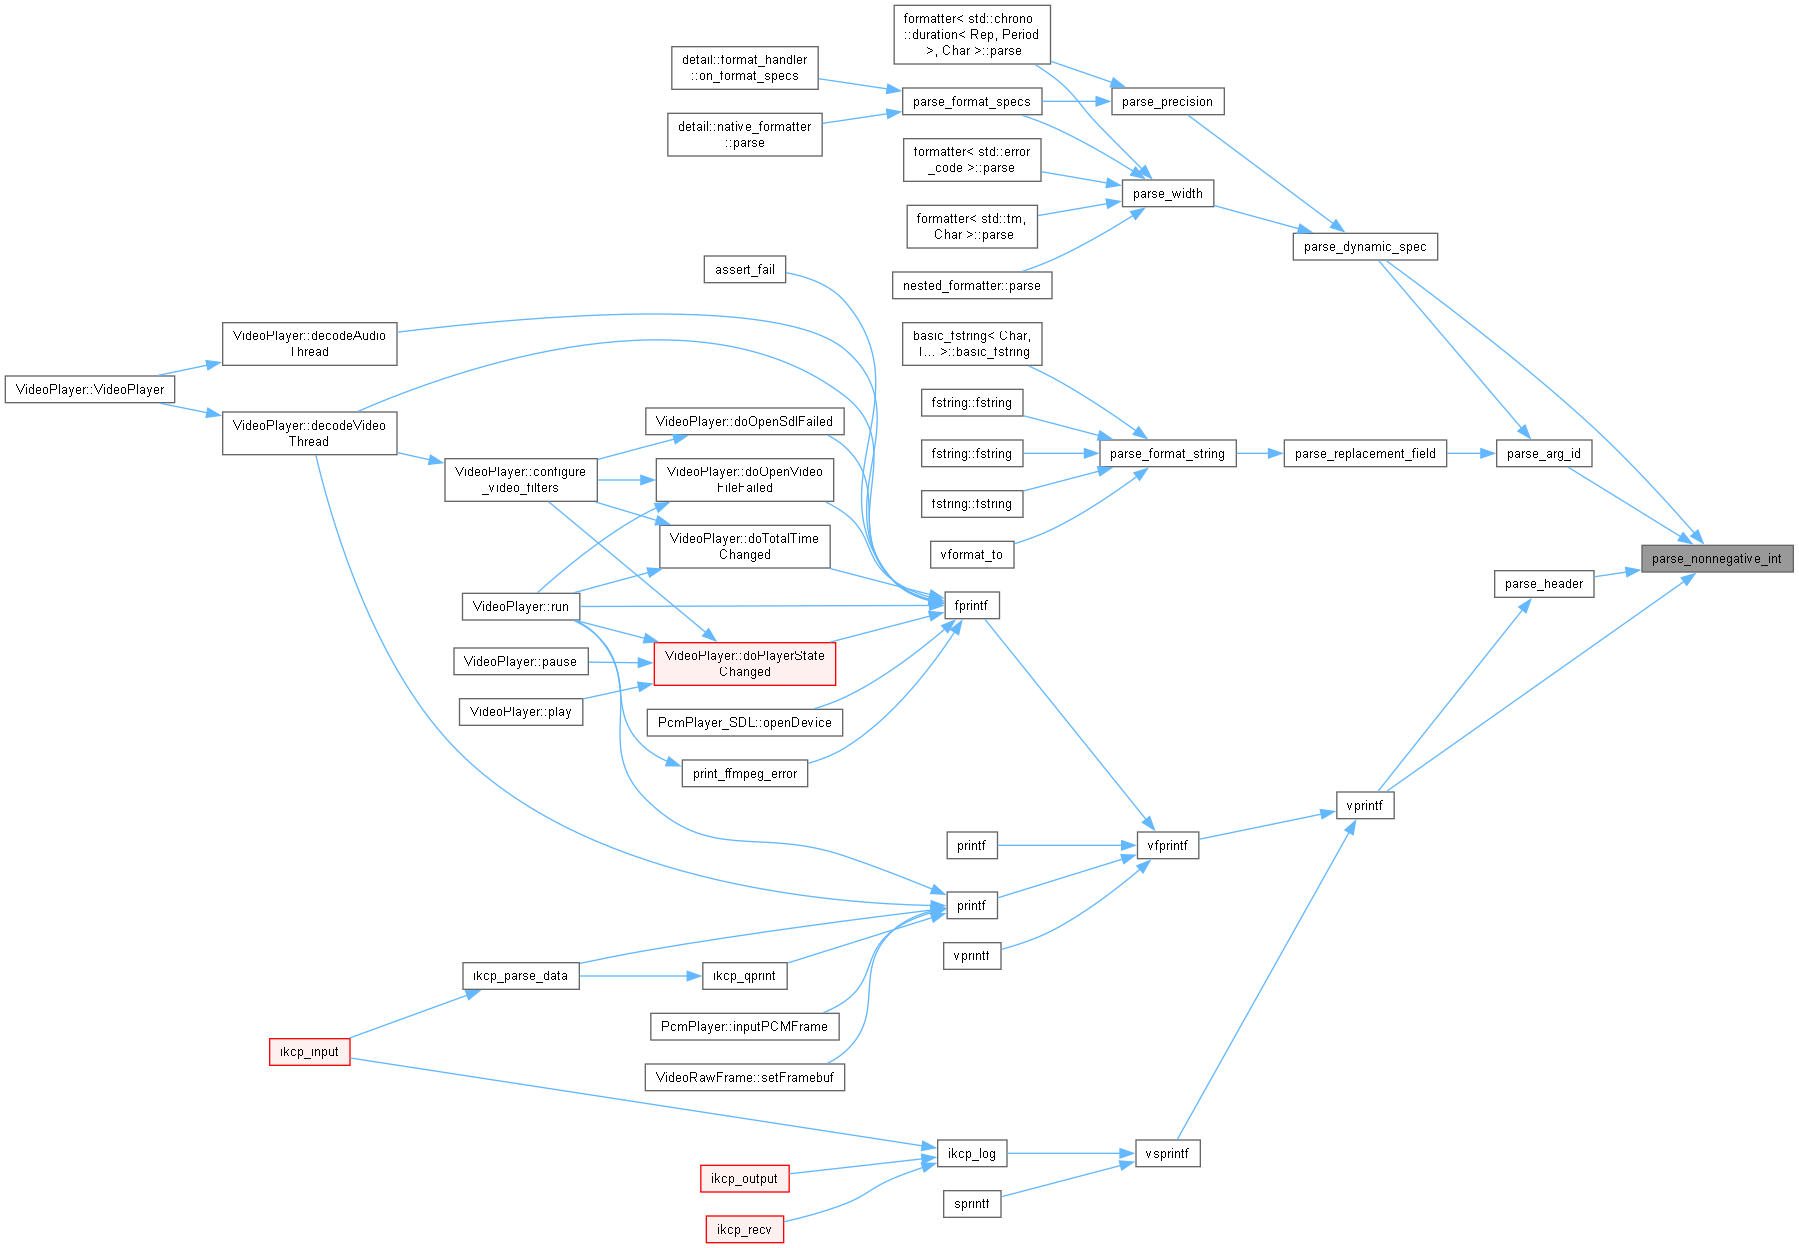 formatter< std::chrono
::duration< Rep, Period
>, Char >::parse
detail::format_handler
::on_format_specs
parse_format_specs
parse_precision
detail::native_formatter
::parse
formatter< std::error
_code >::parse
parse_width
formatter< std::tm,
Char >::parse
parse_dynamic_spec
assert_fail
nested_formatter::parse
VideoPlayer::decodeAudio
Thread
basic_fstring< Char,
T... >::basic_fstring
VideoPlayer::VideoPlayer
fstring::fstring
VideoPlayer::decodeVideo
Thread
VideoPlayer::doOpenSdlFailed
fstring::fstring
parse_format_string
parse_replacement_field
parse_arg_id
VideoPlayer::configure
_video_filters
VideoPlayer::doOpenVideo
FileFailed
fstring::fstring
VideoPlayer::doTotalTime
Changed
vformat_to
parse_nonnegative_int
parse_header
VideoPlayer::run
fprintf
VideoPlayer::pause
VideoPlayer::doPlayerState
Changed
VideoPlayer::play
PcmPlayer_SDL::openDevice
print_ffmpeg_error
vprintf
printf
vfprintf
printf
vprintf
ikcp_parse_data
ikcp_qprint
PcmPlayer::inputPCMFrame
ikcp_input
VideoRawFrame::setFramebuf
ikcp_log
vsprintf
ikcp_output
sprintf
ikcp_recv